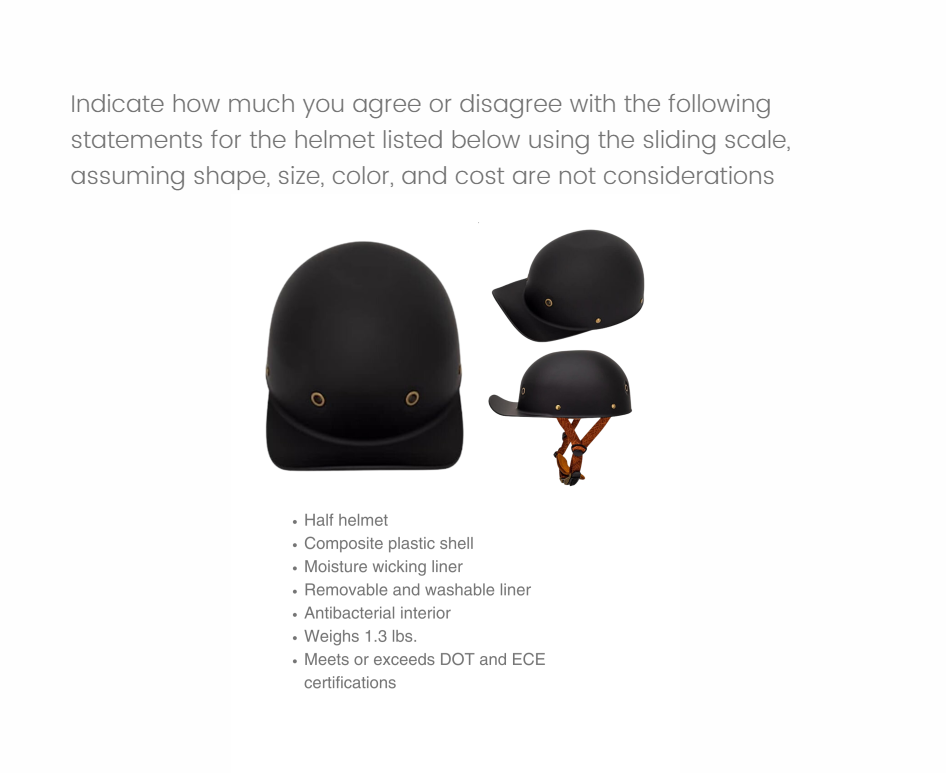 Indicate how much you agree or disagree with the following
statements for the helmet listed below using the sliding scale,
assuming shape, size, color, and cost are not considerations
• Half helmet
• Composite plastic shell
• Moisture wicking liner
• Removable and washable liner
• Antibacterial interior
• Weighs 1.3 lbs.
• Meets or exceeds DOT and ECE
certifications